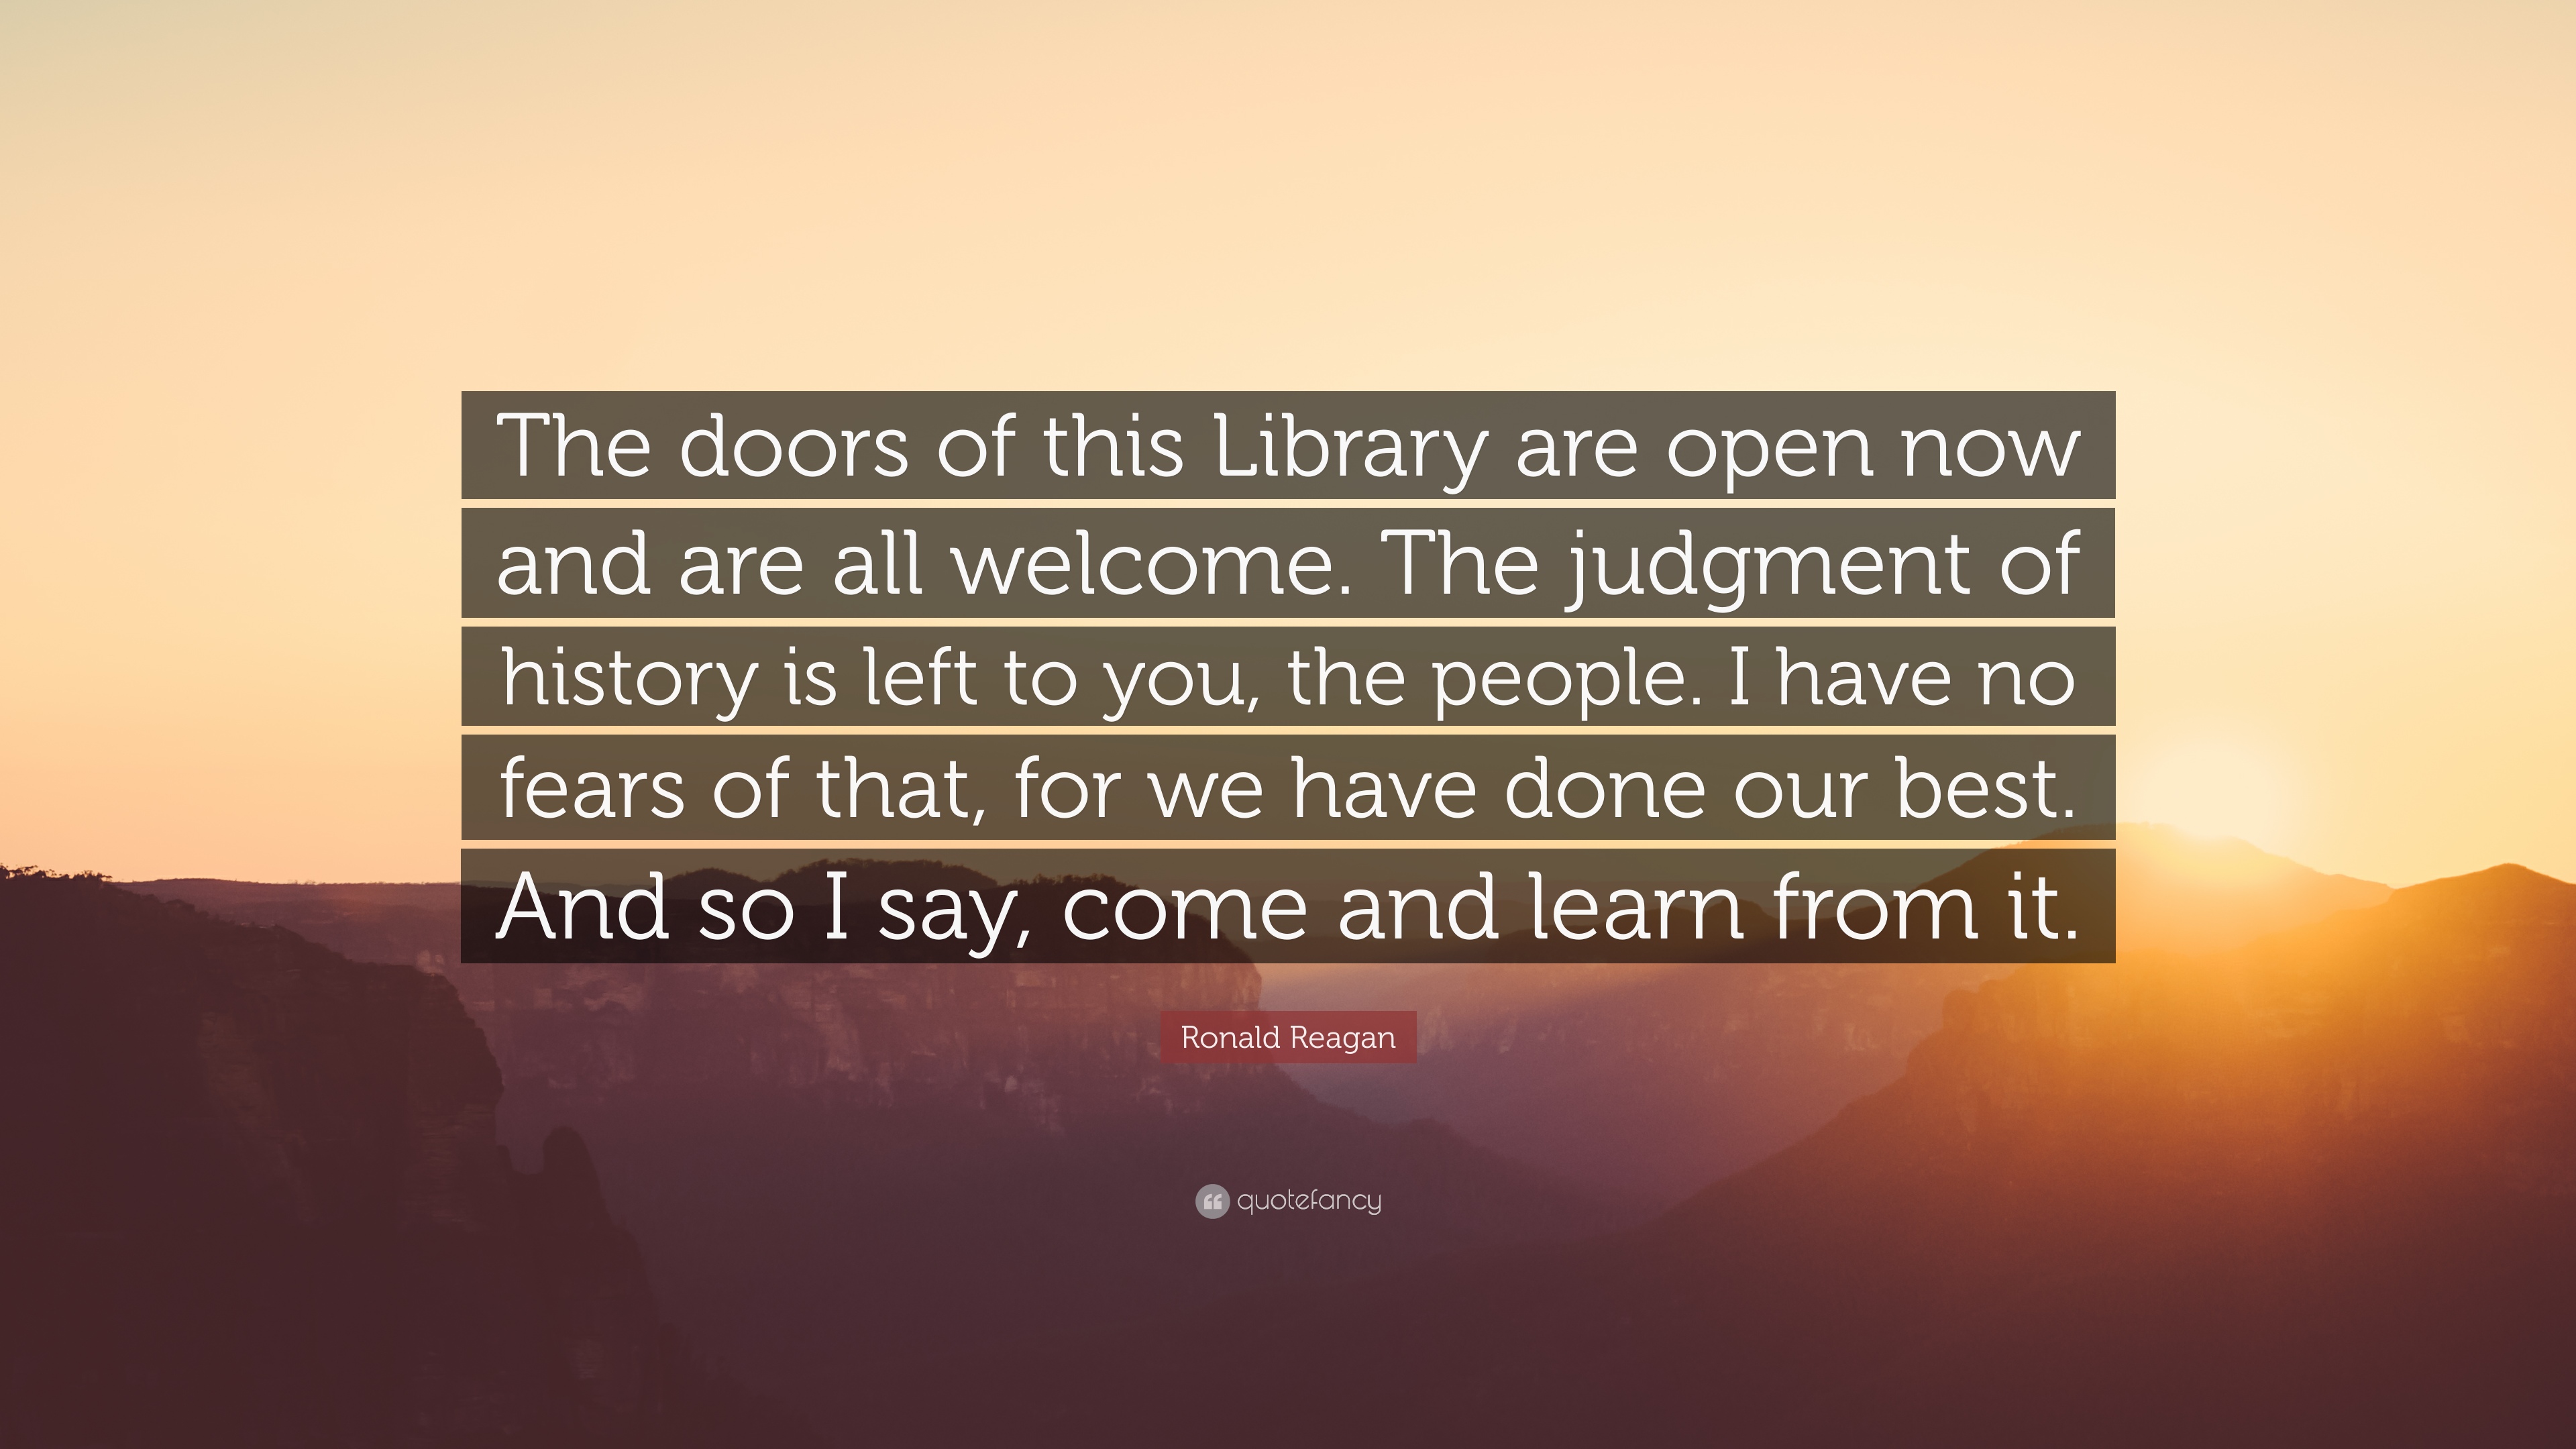 The doors of this Library are open now
and are all welcome. The judgment of
history is left to you, the people. I have no
fears of that, for we have done our best.
And so I say, come and learn from it.
Ronald Reagan
quotefancy